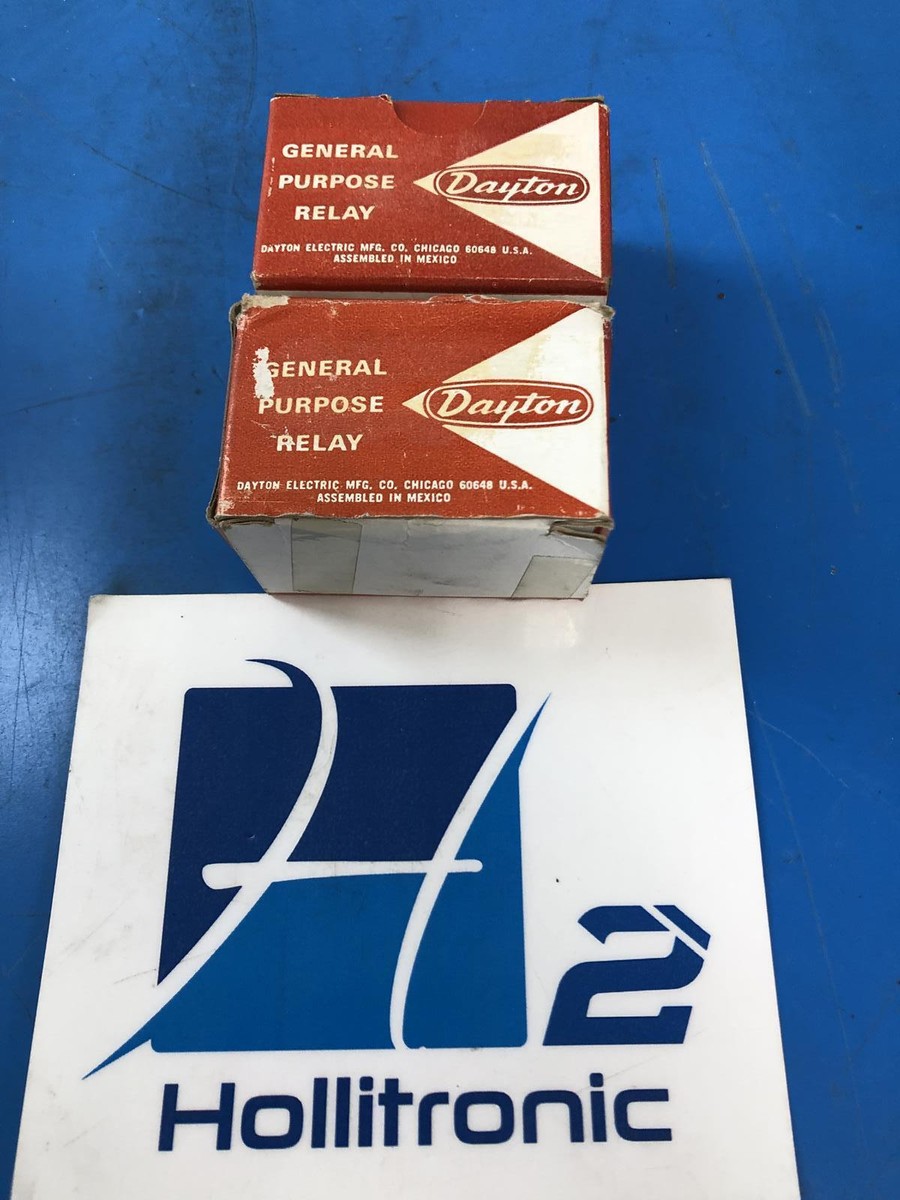 GENERAL
PURPOSE
RELAY
Dayton
DAYTON ELECTRIC MFG. CO. CHICAGO 60648 U.S.A.
ASSEMBLED IN MEXICO
GENERAL
PURPOSE
RELAY
Dayton
DAYTON ELECTRIC MFG. CO. CHICAGO 60648 U.S.A.
ASSEMBLED IN MEXICO
H2
Hollitronic